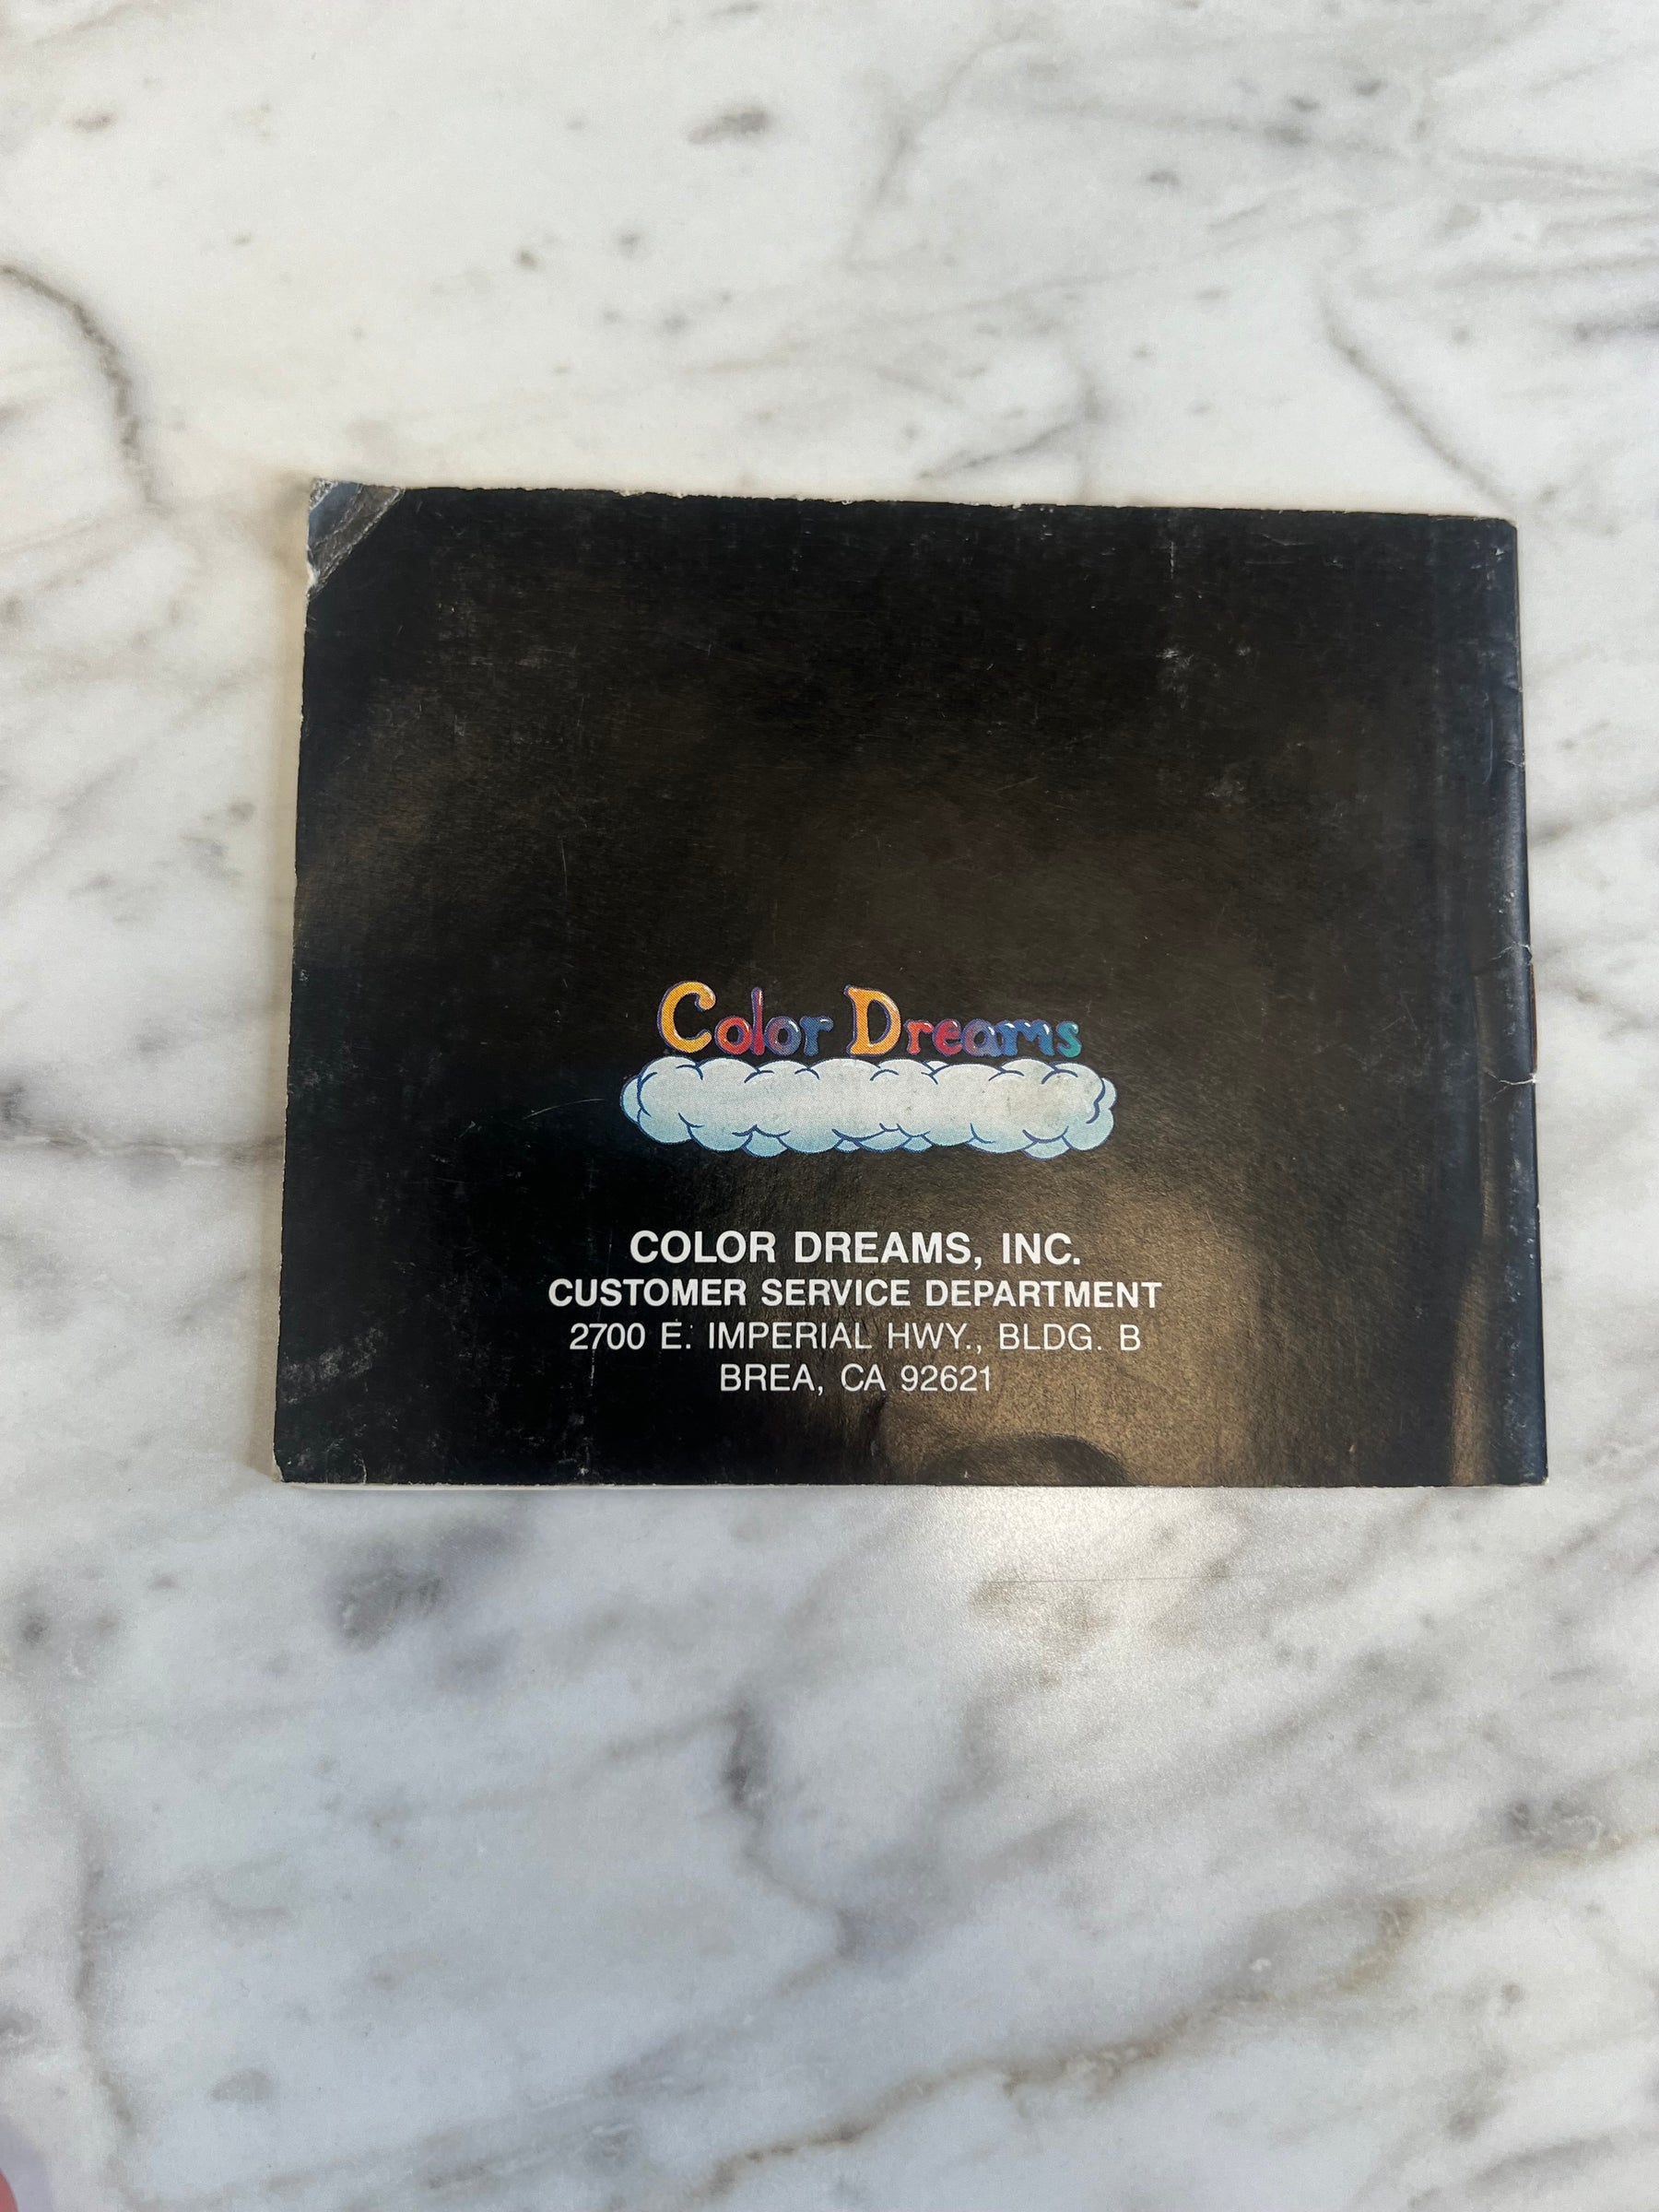 Color Dreams
COLOR DREAMS, INC.
CUSTOMER SERVICE DEPARTMENT
2700 E. IMPERIAL HWY., BLDG. B
BREA, CA 92621